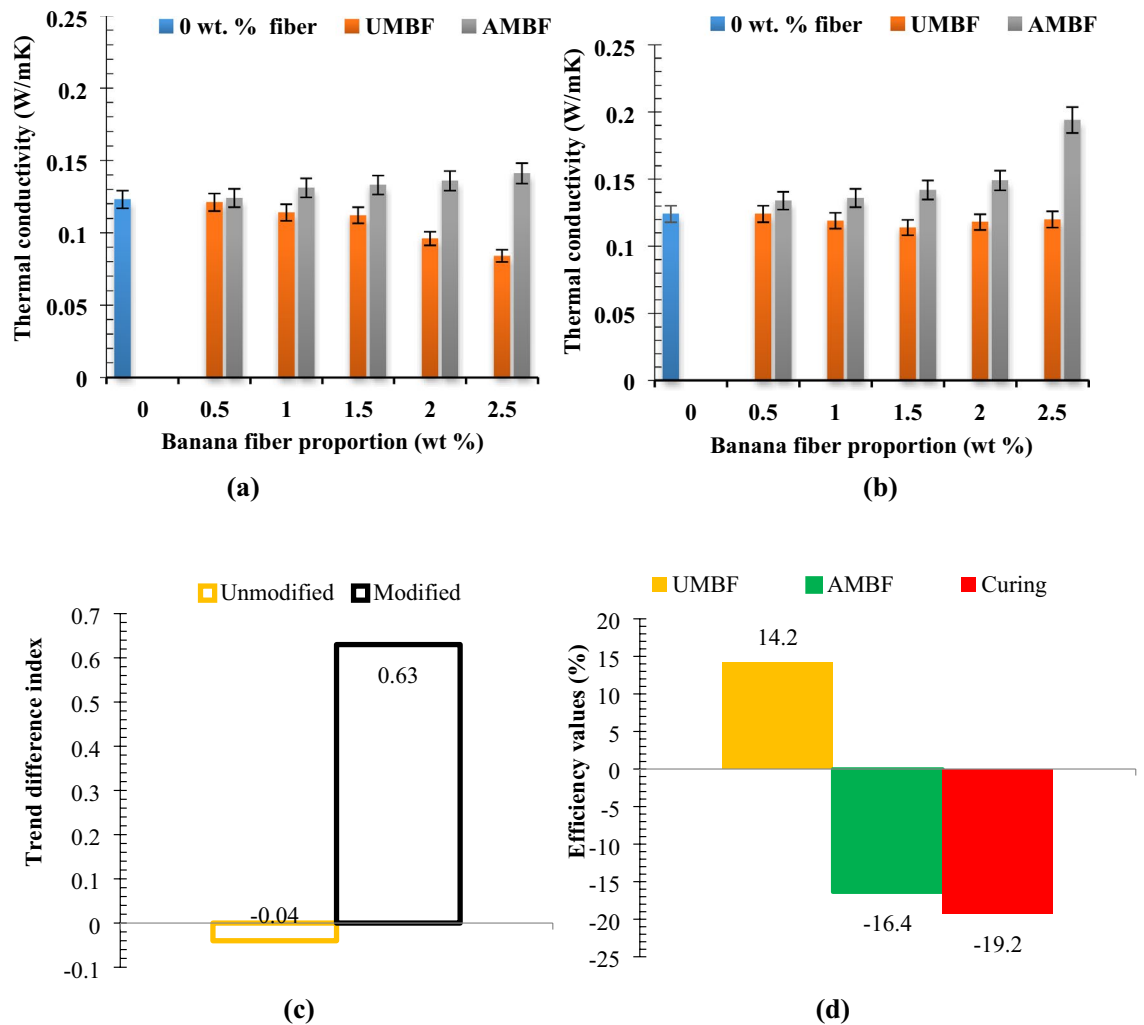 0 wt. % fiber UMBF AMBF
0.25
0.2
0.15
0.1
0.05
0
Thermal conductivity (W/mK)
0 0.5 1 1.5 2 2.5
Banana fiber proportion (wt %)
(a)
0 wt. % fiber UMBF AMBF
0.25
0.2
0.15
0.1
0.05
0
Thermal conductivity (W/mK)
0 0.5 1 1.5 2 2.5
Banana fiber proportion (wt %)
(b)
Unmodified Modified
0.7
0.6
0.5
0.4
0.3
0.2
0.1
0
-0.1
Trend difference index
0.63
-0.04
(c)
UMBF AMBF Curing
20
15
10
5
0
-5
-10
-15
-20
-25
Efficiency values (%)
14.2
-16.4
-19.2
(d)